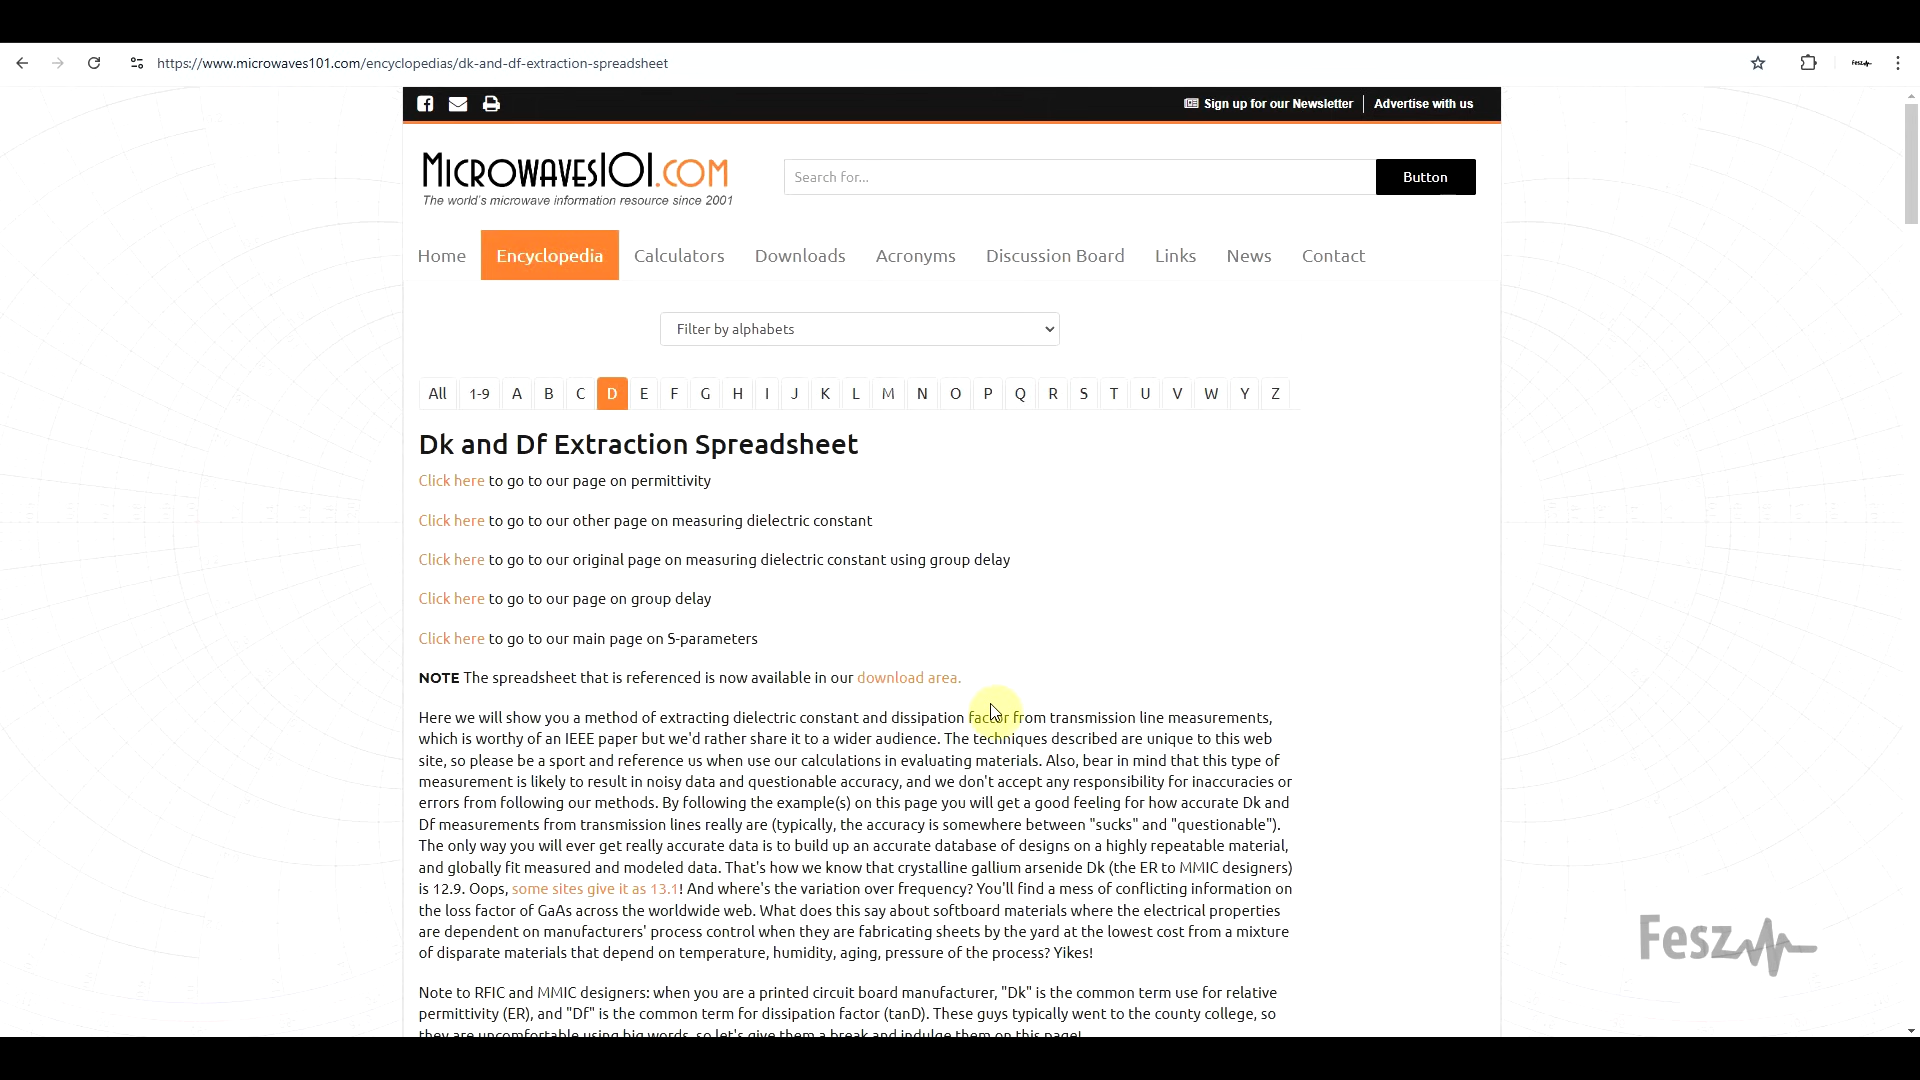 https://www.microwaves101.com/encyclopedias/dk-and-df-extraction-spreadsheet
Fesz
Sign up for our Newsletter
Advertise with us
MICROWAVES101.COM
The world's microwave information resource since 2001
Search for...
Button
Home Encyclopedia Calculators Downloads Acronyms Discussion Board Links News Contact
Filter by alphabets
All 1-9 A B C D E F G H I J K L M N O P Q R S T U V W Y Z
Dk and Df Extraction Spreadsheet
Click here to go to our page on permittivity
Click here to go to our other page on measuring dielectric constant
Click here to go to our original page on measuring dielectric constant using group delay
Click here to go to our page on group delay
Click here to go to our main page on S-parameters
NOTE The spreadsheet that is referenced is now available in our download area.
Here we will show you a method of extracting dielectric constant and dissipation factor from transmission line measurements,
which is worthy of an IEEE paper but we'd rather share it to a wider audience. The techniques described are unique to this web
site, so please be a sport and reference us when use our calculations in evaluating materials. Also, bear in mind that this type of
measurement is likely to result in noisy data and questionable accuracy, and we don't accept any responsibility for inaccuracies or
errors from following our methods. By following the example(s) on this page you will get a good feeling for how accurate Dk and
Df measurements from transmission lines really are (typically, the accuracy is somewhere between "sucks" and "questionable").
The only way you will ever get really accurate data is to build up an accurate database of designs on a highly repeatable material,
and globally fit measured and modeled data. That's how we know that crystalline gallium arsenide Dk (the ER to MMIC designers)
is 12.9. Oops, some sites give it as 13.1! And where's the variation over frequency? You'll find a mess of conflicting information on
the loss factor of GaAs across the worldwide web. What does this say about softboard materials where the electrical properties
are dependent on manufacturers' process control when they are fabricating sheets by the yard at the lowest cost from a mixture
of disparate materials that depend on temperature, humidity, aging, pressure of the process? Yikes!
Note to RFIC and MMIC designers: when you are a printed circuit board manufacturer, "Dk" is the common term use for relative
permittivity (ER), and "Df" is the common term for dissipation factor (tanD). These guys typically went to the county college, so
they are uncomfortable using big words, so let's give them a break and indulge them on this page!
Fesz